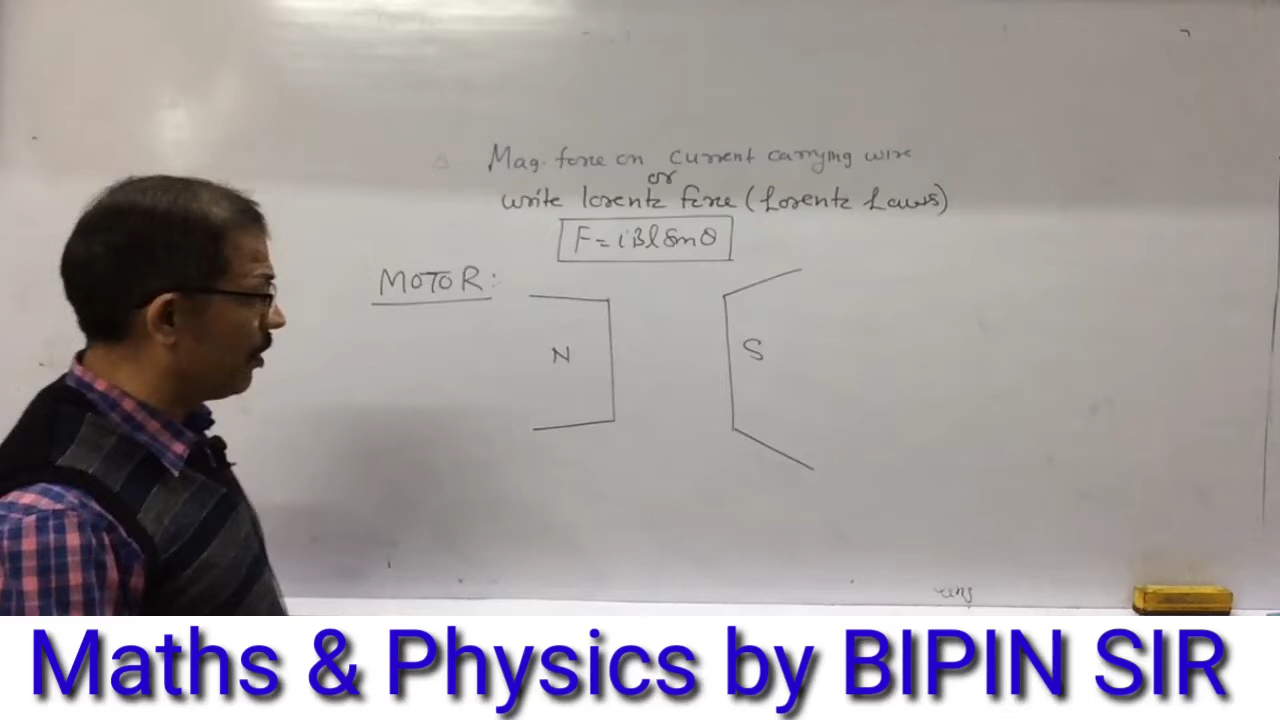 Mag. force on current carrying wire
or
write lorentz force (Lorentz Laws)
F = iBl Sinθ
MOTOR:
N
S
Maths & Physics by BIPIN SIR